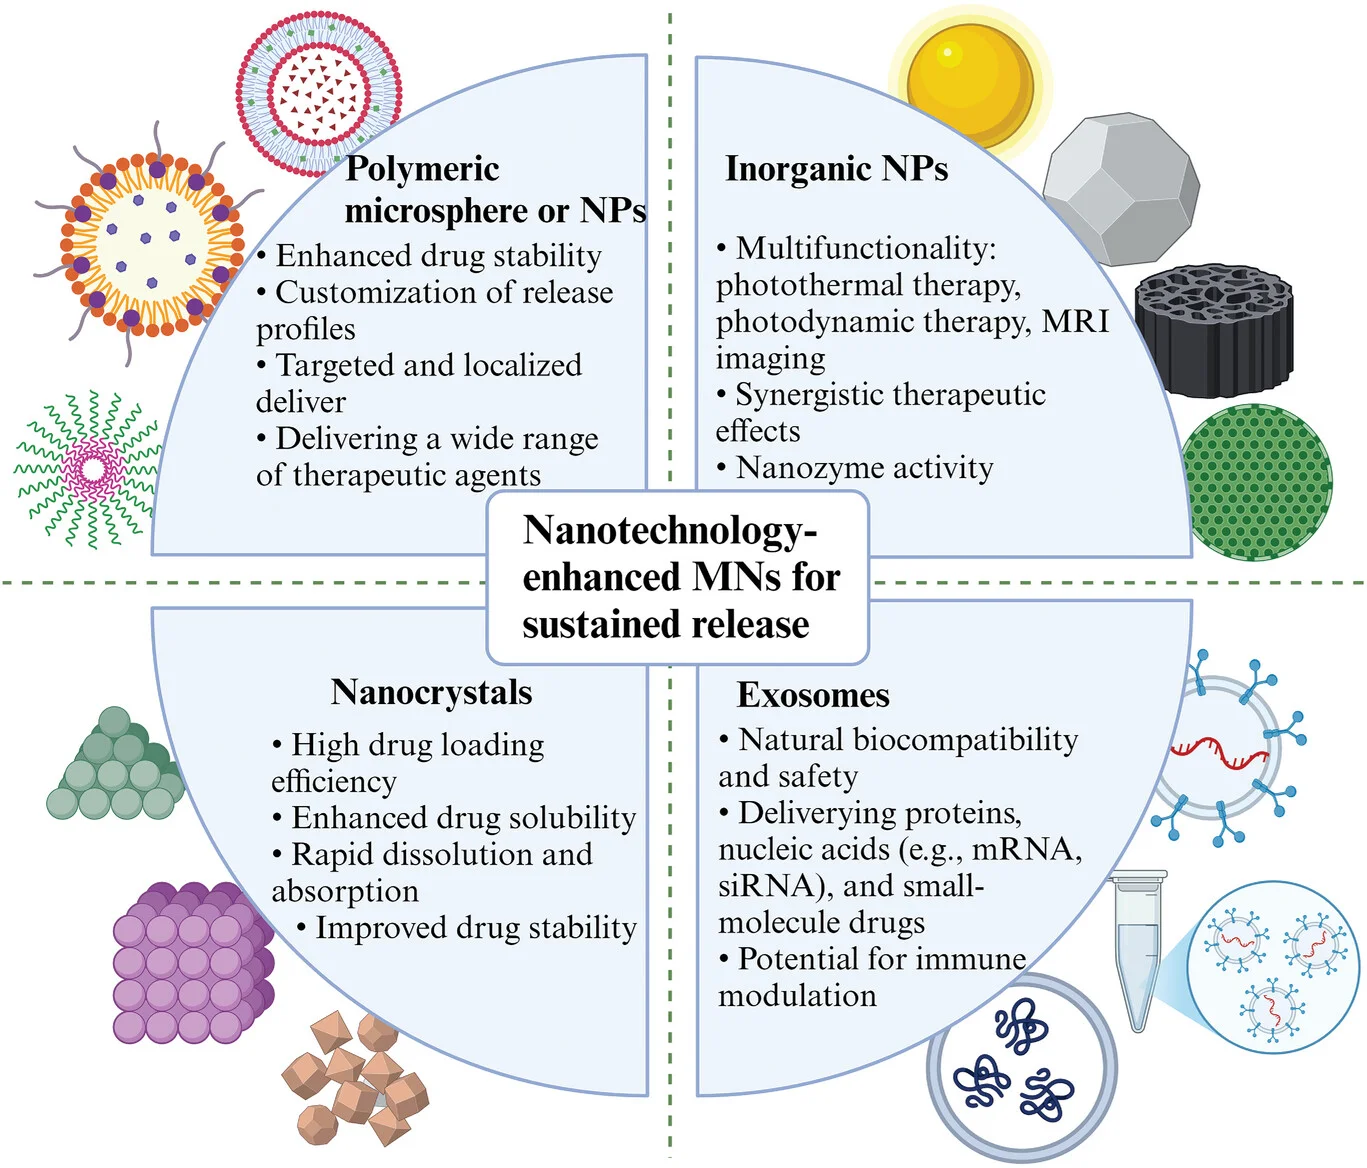 Polymeric
microsphere or NPs
• Enhanced drug stability
• Customization of release
profiles
• Targeted and localized
deliver
• Delivering a wide range
of therapeutic agents
Inorganic NPs
• Multifunctionality:
photothermal therapy,
photodynamic therapy, MRI
imaging
• Synergistic therapeutic
effects
• Nanozyme activity
Nanotechnology-
enhanced MNs for
sustained release
Nanocrystals
• High drug loading
efficiency
• Enhanced drug solubility
• Rapid dissolution and
absorption
• Improved drug stability
Exosomes
• Natural biocompatibility
and safety
• Deliverying proteins,
nucleic acids (e.g., mRNA,
siRNA), and small-
molecule drugs
• Potential for immune
modulation